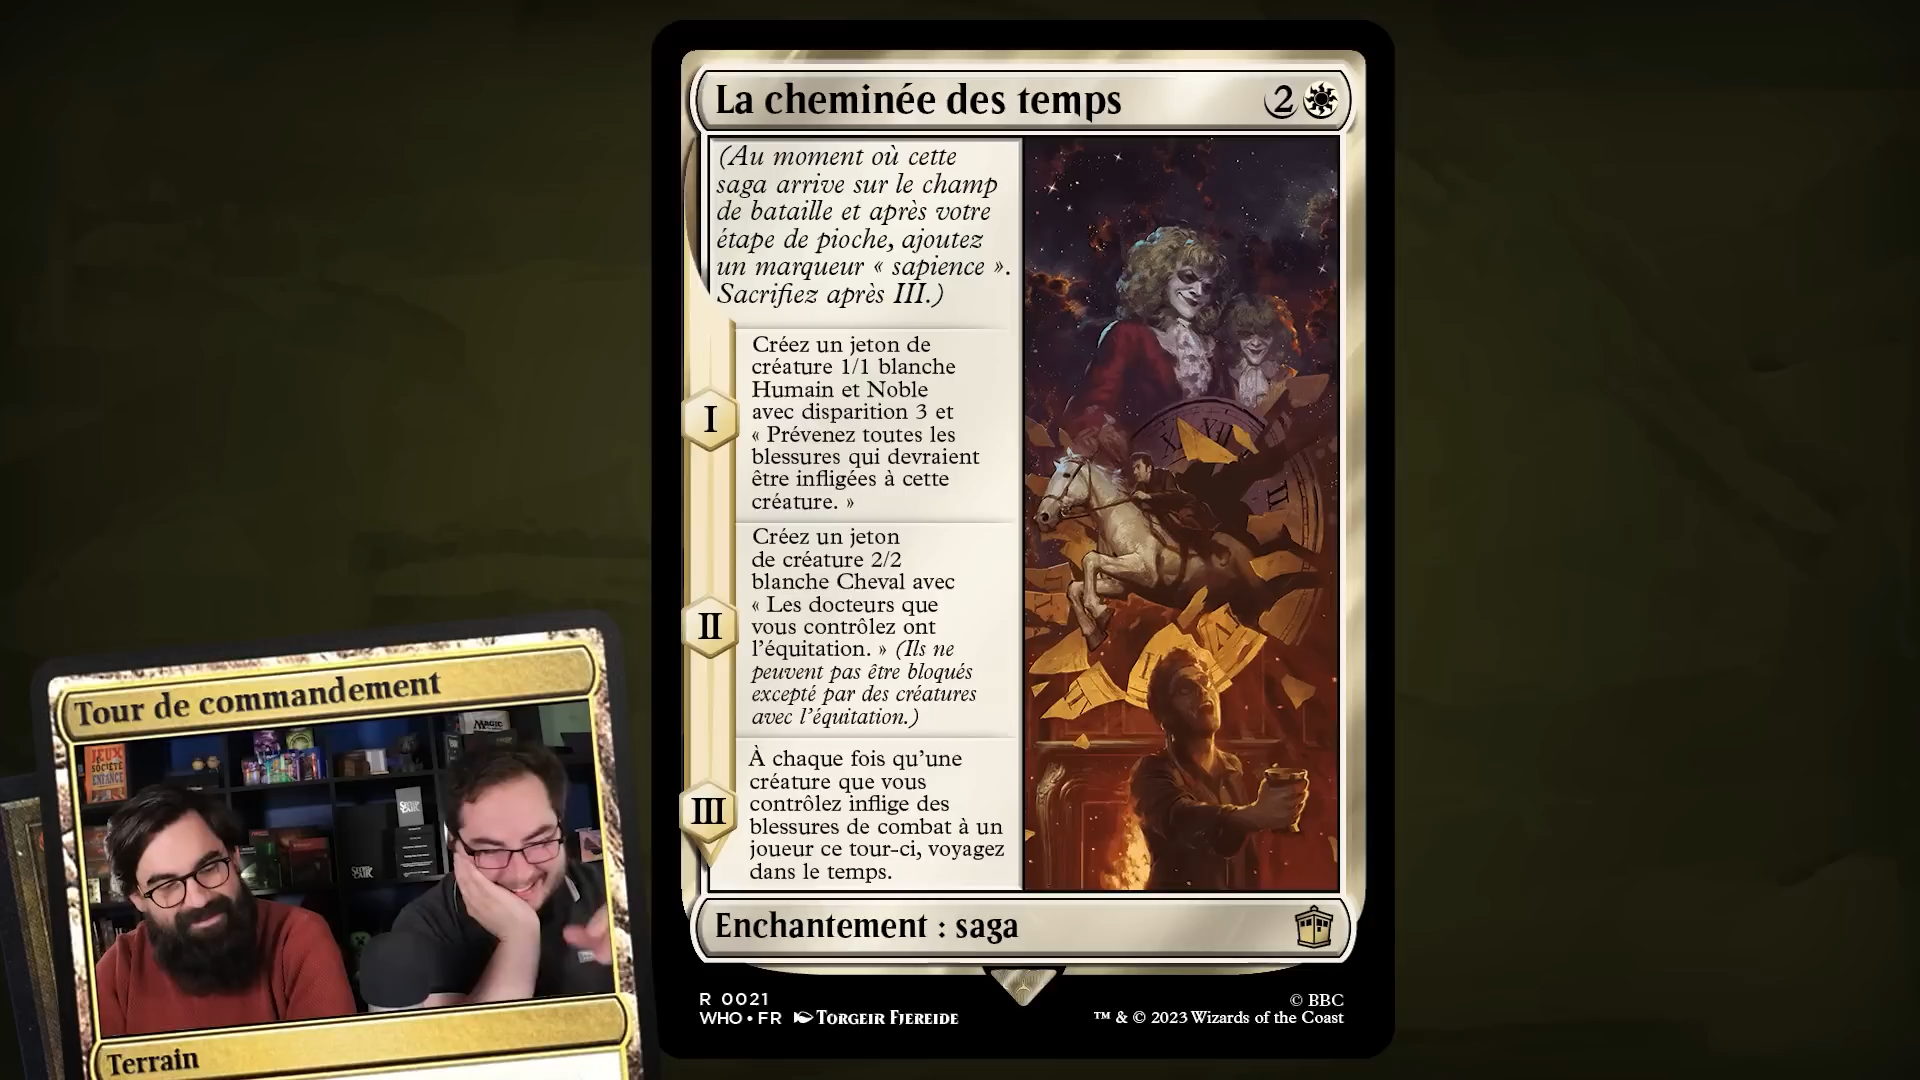 La cheminée des temps
2
(Au moment où cette
saga arrive sur le champ
de bataille et après votre
étape de pioche, ajoutez
un marqueur « sapience ».
Sacrifiez après III.)
I
Créez un jeton de
créature 1/1 blanche
Humain et Noble
avec disparition 3 et
« Prévenez toutes les
blessures qui devraient
être infligées à cette
créature. »
II
Créez un jeton
de créature 2/2
blanche Cheval avec
« Les docteurs que
vous contrôlez ont
l'équitation. » (Ils ne
peuvent pas être bloqués
excepté par des créatures
avec l'équitation.)
III
À chaque fois qu'une
créature que vous
contrôlez inflige des
blessures de combat à un
joueur ce tour-ci, voyagez
dans le temps.
Enchantement : saga
R 0021
WHO • FR TORGEIR FJEREIDE
© BBC
™ & © 2023 Wizards of the Coast
Tour de commandement
JEUX
SOCIÉTÉ
ENFANCE
MAGIC
Terrain